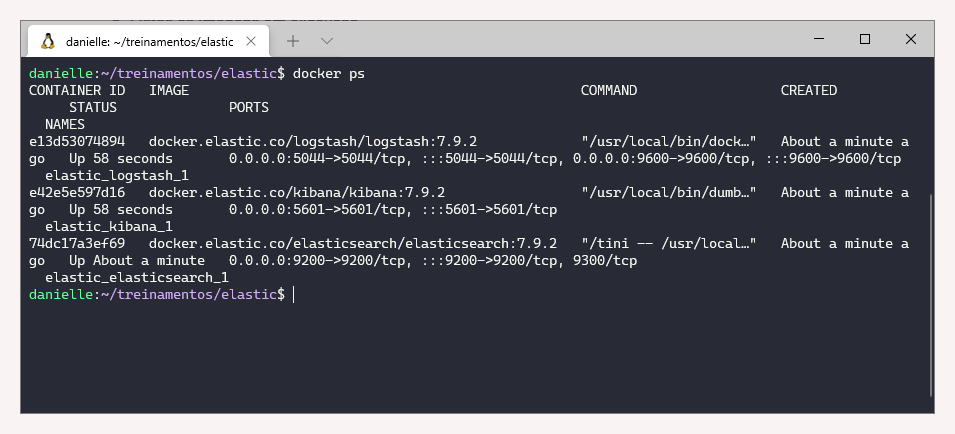 danielle: ~/treinamentos/elastic
danielle:~/treinamentos/elastic$ docker ps
CONTAINER ID   IMAGE                                                 COMMAND                  CREATED
     STATUS              PORTS
  NAMES
e13d53074894   docker.elastic.co/logstash/logstash:7.9.2             "/usr/local/bin/dock…"   About a minute a
go   Up 58 seconds       0.0.0.0:5044->5044/tcp, :::5044->5044/tcp, 0.0.0.0:9600->9600/tcp, :::9600->9600/tcp
  elastic_logstash_1
e42e5e597d16   docker.elastic.co/kibana/kibana:7.9.2                 "/usr/local/bin/dumb…"   About a minute a
go   Up 58 seconds       0.0.0.0:5601->5601/tcp, :::5601->5601/tcp
  elastic_kibana_1
74dc17a3ef69   docker.elastic.co/elasticsearch/elasticsearch:7.9.2   "/tini -- /usr/local…"   About a minute a
go   Up About a minute   0.0.0.0:9200->9200/tcp, :::9200->9200/tcp, 9300/tcp
  elastic_elasticsearch_1
danielle:~/treinamentos/elastic$